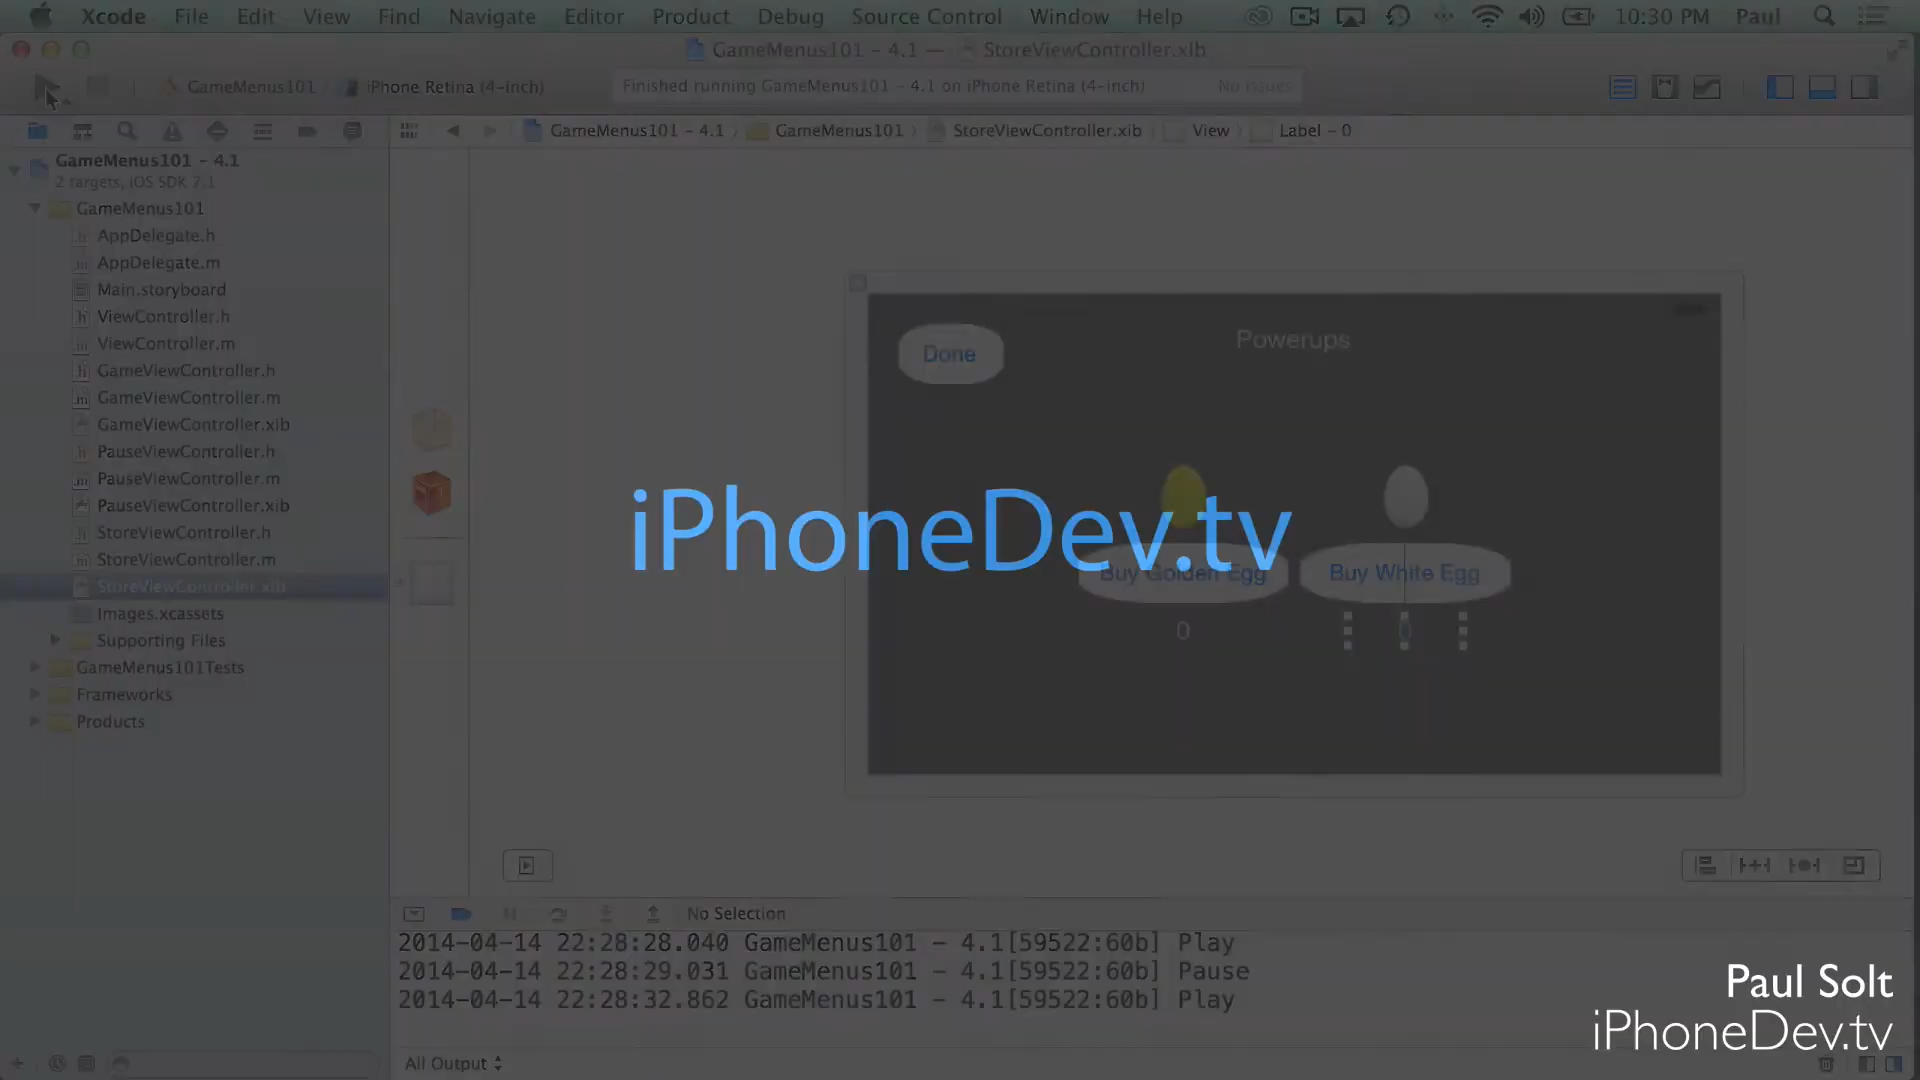 Xcode File Edit View Find Navigate Editor Product Debug Source Control Window Help 10:30 PM Paul
GameMenus101 - 4.1 — StoreViewController.xib
GameMenus101 iPhone Retina (4-inch) Finished running GameMenus101 - 4.1 on iPhone Retina (4-inch) No Issues
GameMenus101 - 4.1 GameMenus101 StoreViewController.xib View Label - 0
GameMenus101 - 4.1
2 targets, iOS SDK 7.1
GameMenus101
AppDelegate.h
AppDelegate.m
Main.storyboard
ViewController.h
ViewController.m
GameViewController.h
GameViewController.m
GameViewController.xib
PauseViewController.h
PauseViewController.m
PauseViewController.xib
StoreViewController.h
StoreViewController.m
StoreViewController.xib
Images.xcassets
Supporting Files
GameMenus101Tests
Frameworks
Products
Done
Powerups
iPhoneDev.tv
Buy Golden Egg
Buy White Egg
0
0
No Selection
2014-04-14 22:28:28.040 GameMenus101 - 4.1[59522:60b] Play
2014-04-14 22:28:29.031 GameMenus101 - 4.1[59522:60b] Pause
2014-04-14 22:28:32.862 GameMenus101 - 4.1[59522:60b] Play
All Output
Paul Solt
iPhoneDev.tv